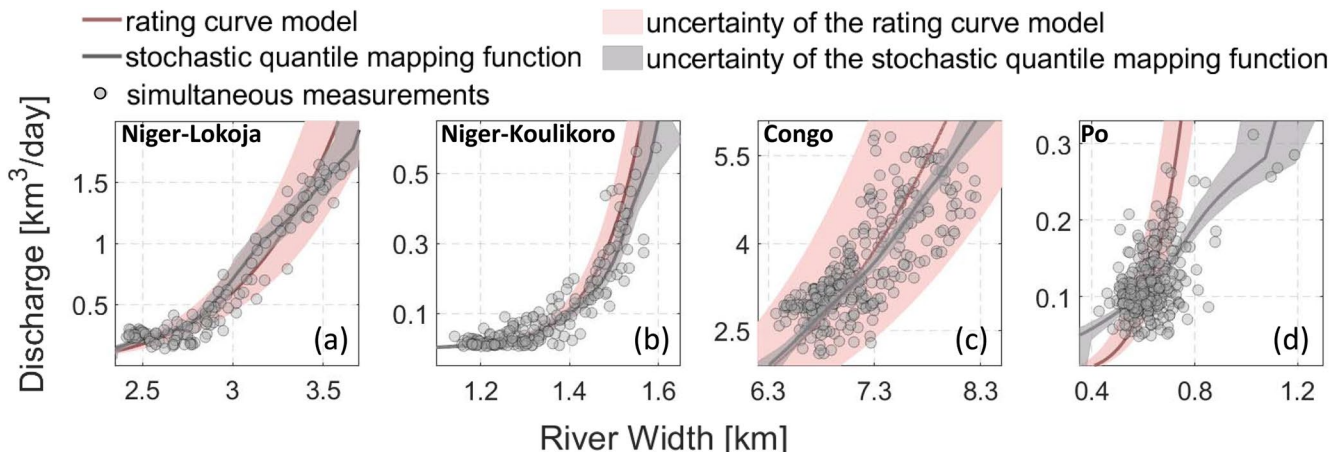 rating curve model
uncertainty of the rating curve model
stochastic quantile mapping function
uncertainty of the stochastic quantile mapping function
simultaneous measurements
Discharge [km³/day]
Niger-Lokoja
1.5
1
0.5
2.5
3
3.5
(a)
Niger-Koulikoro
0.5
0.3
0.1
1.2
1.4
1.6
(b)
Congo
5.5
4
2.5
6.3
7.3
8.3
(c)
Po
0.3
0.2
0.1
0.4
0.8
1.2
(d)
River Width [km]